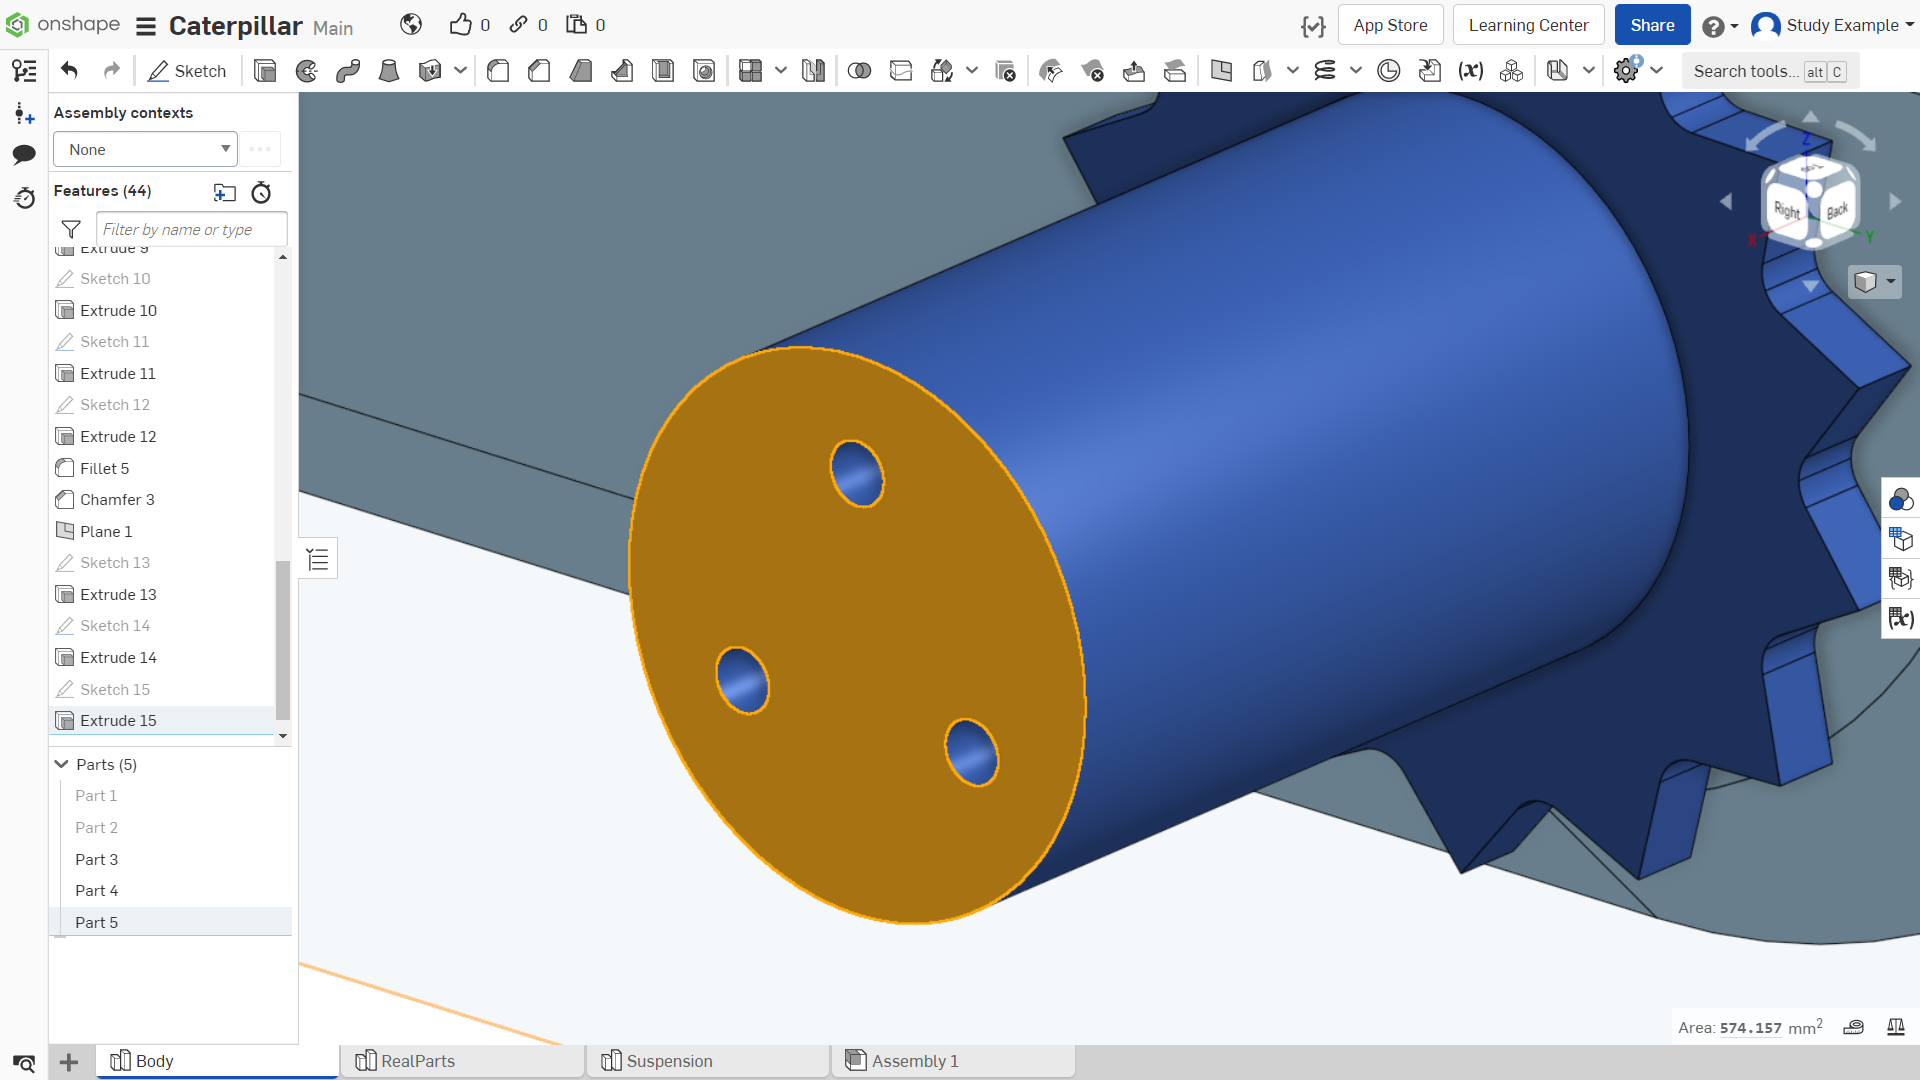 onshape Caterpillar Main 0 0 0 App Store Learning Center Share Study Example
Sketch Search tools... alt C
Assembly contexts
None
Features (44)
Filter by name or type
Extrude 9
Sketch 10
Extrude 10
Sketch 11
Extrude 11
Sketch 12
Extrude 12
Fillet 5
Chamfer 3
Plane 1
Sketch 13
Extrude 13
Sketch 14
Extrude 14
Sketch 15
Extrude 15
Parts (5)
Part 1
Part 2
Part 3
Part 4
Part 5
Z
Right Back
X Y
(x)
Area: 574.157 mm²
Body RealParts Suspension Assembly 1